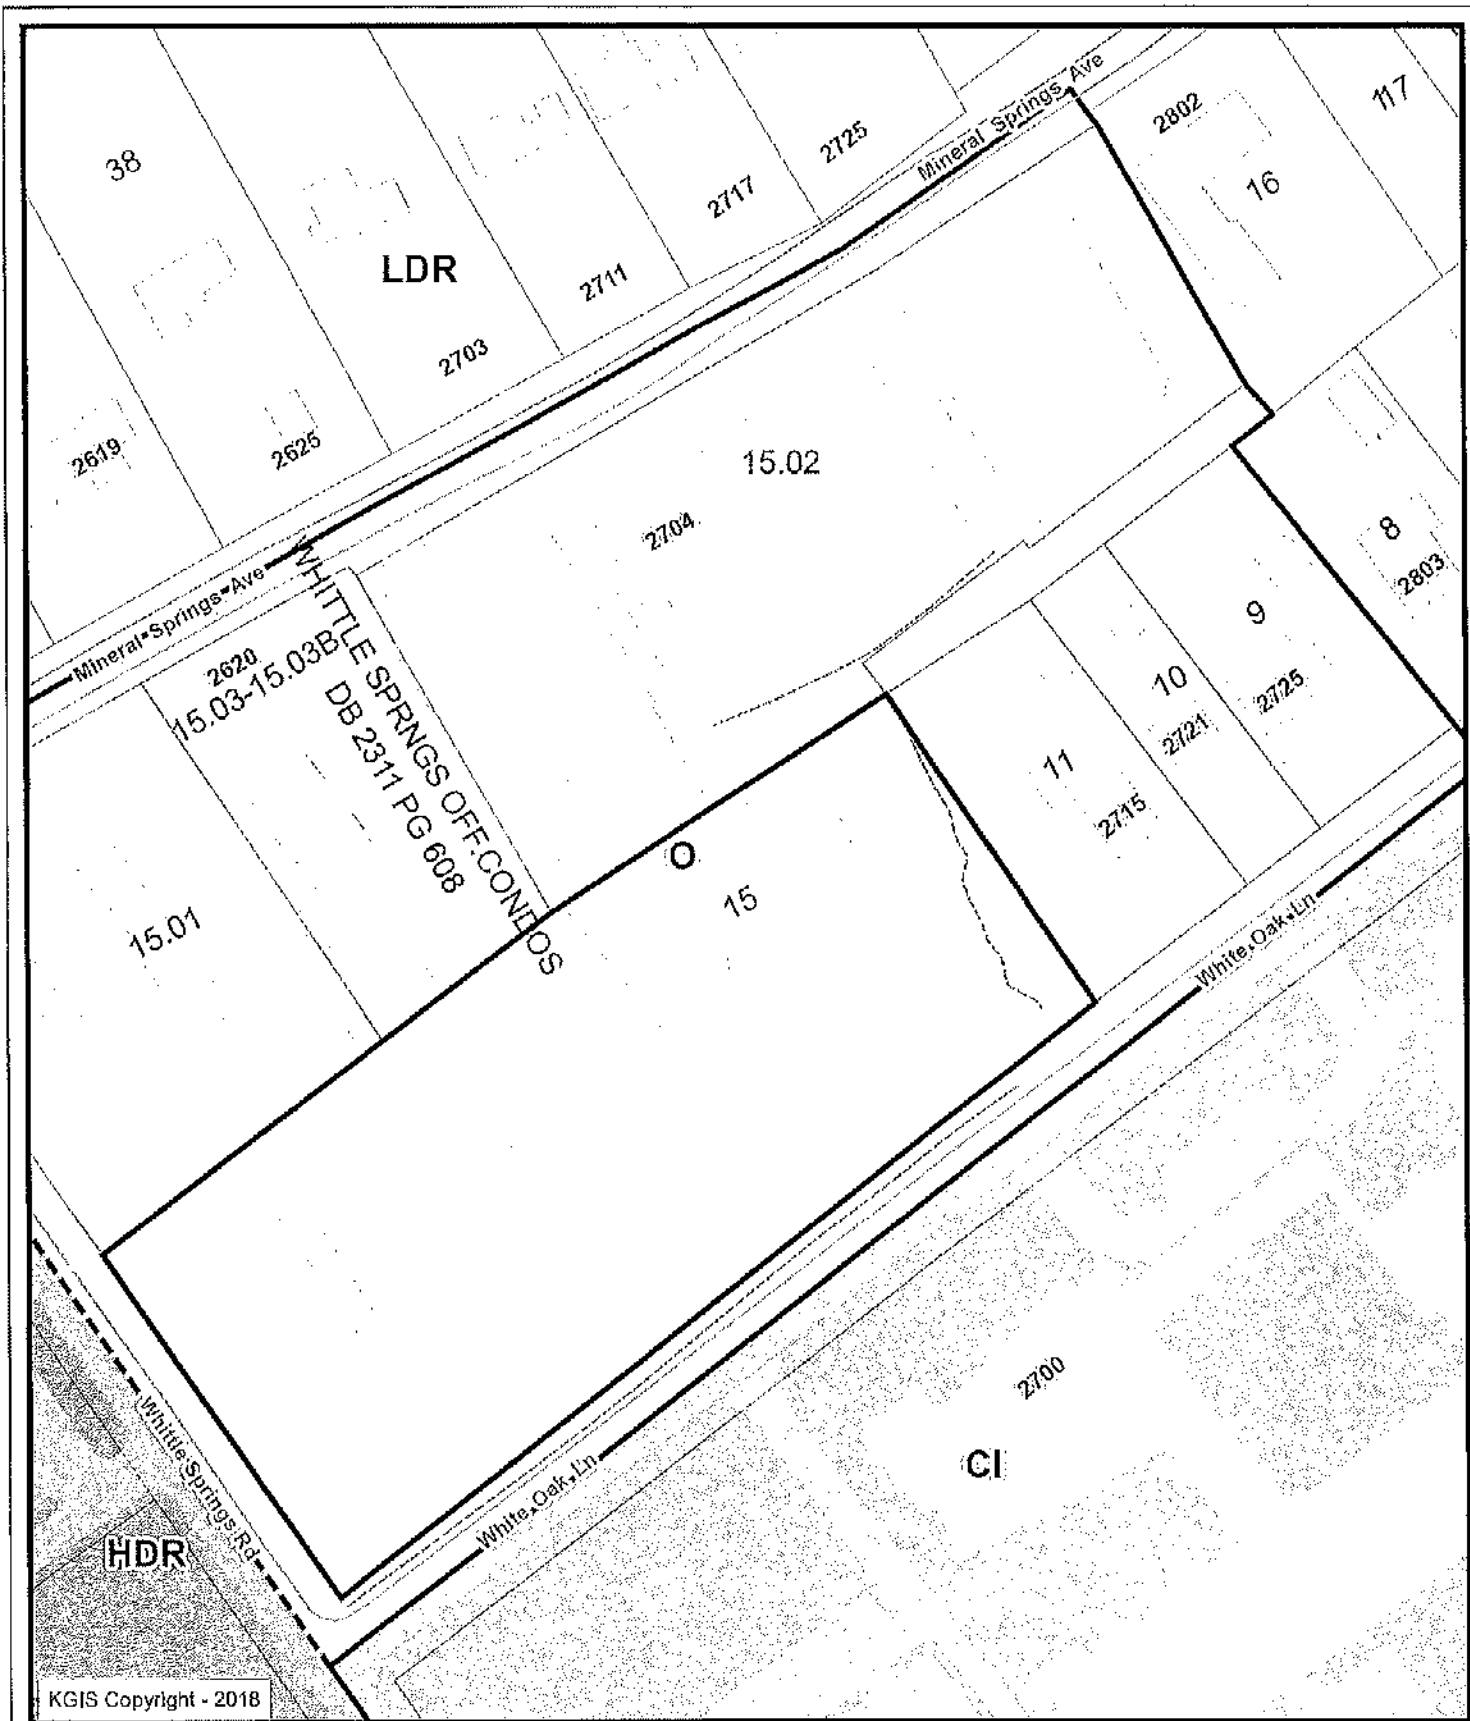 Mineral Springs Ave
117
2802
38
2725
16
2717
LDR
2711
2703
2619
2625
15.02
2704
8
2803
Mineral Springs Ave
2620
15.03-15.03B
WHITTLE SPRNGS OFF.CONDOS
DB 2311 PG 608
9
10
2725
2721
11
2715
O
15
15.01
White Oak Ln
2700
CI
Whittle Springs Rd
White Oak Ln
HDR
KGIS Copyright - 2018